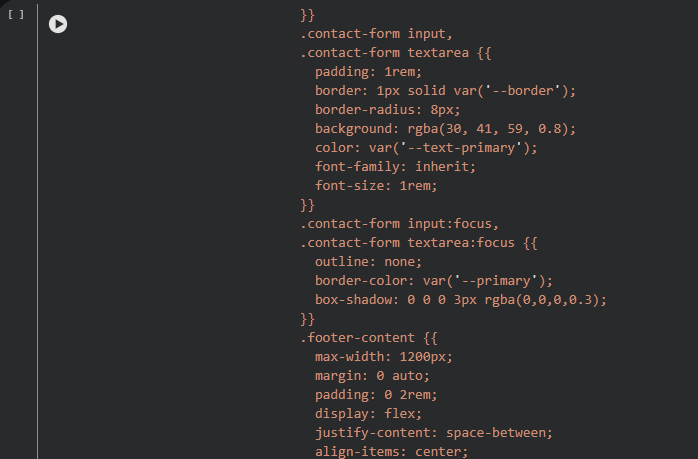 [ ]
}}
.contact-form input,
.contact-form textarea {{
padding: 1rem;
border: 1px solid var('--border');
border-radius: 8px;
background: rgba(30, 41, 59, 0.8);
color: var('--text-primary');
font-family: inherit;
font-size: 1rem;
}}
.contact-form input:focus,
.contact-form textarea:focus {{
outline: none;
border-color: var('--primary');
box-shadow: 0 0 0 3px rgba(0,0,0,0.3);
}}
.footer-content {{
max-width: 1200px;
margin: 0 auto;
padding: 0 2rem;
display: flex;
justify-content: space-between;
align-items: center;